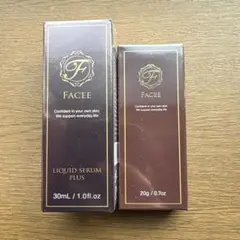 F
FACEE
Confident in your own skin.
We support everyday life.
LIQUID SERUM
PLUS
30mL / 1.0fl.oz
F
FACEE
Confident in your own skin.
We support everyday life.
20g / 0.7oz